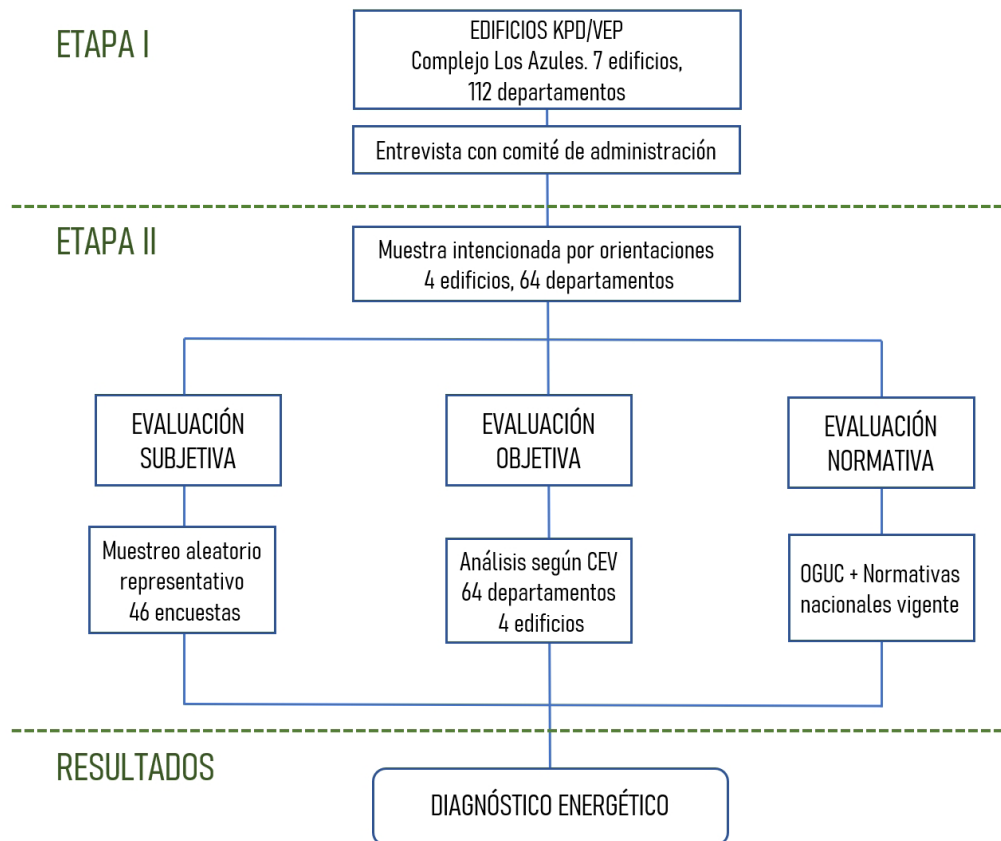 ETAPA I
EDIFICIOS KPD/VEP
Complejo Los Azules. 7 edificios,
112 departamentos
Entrevista con comité de administración
ETAPA II
Muestra intencionada por orientaciones
4 edificios, 64 departamentos
EVALUACIÓN
SUBJETIVA
EVALUACIÓN
OBJETIVA
EVALUACIÓN
NORMATIVA
Muestreo aleatorio
representativo
46 encuestas
Análisis según CEV
64 departamentos
4 edificios
OGUC + Normativas
nacionales vigente
RESULTADOS
DIAGNÓSTICO ENERGÉTICO